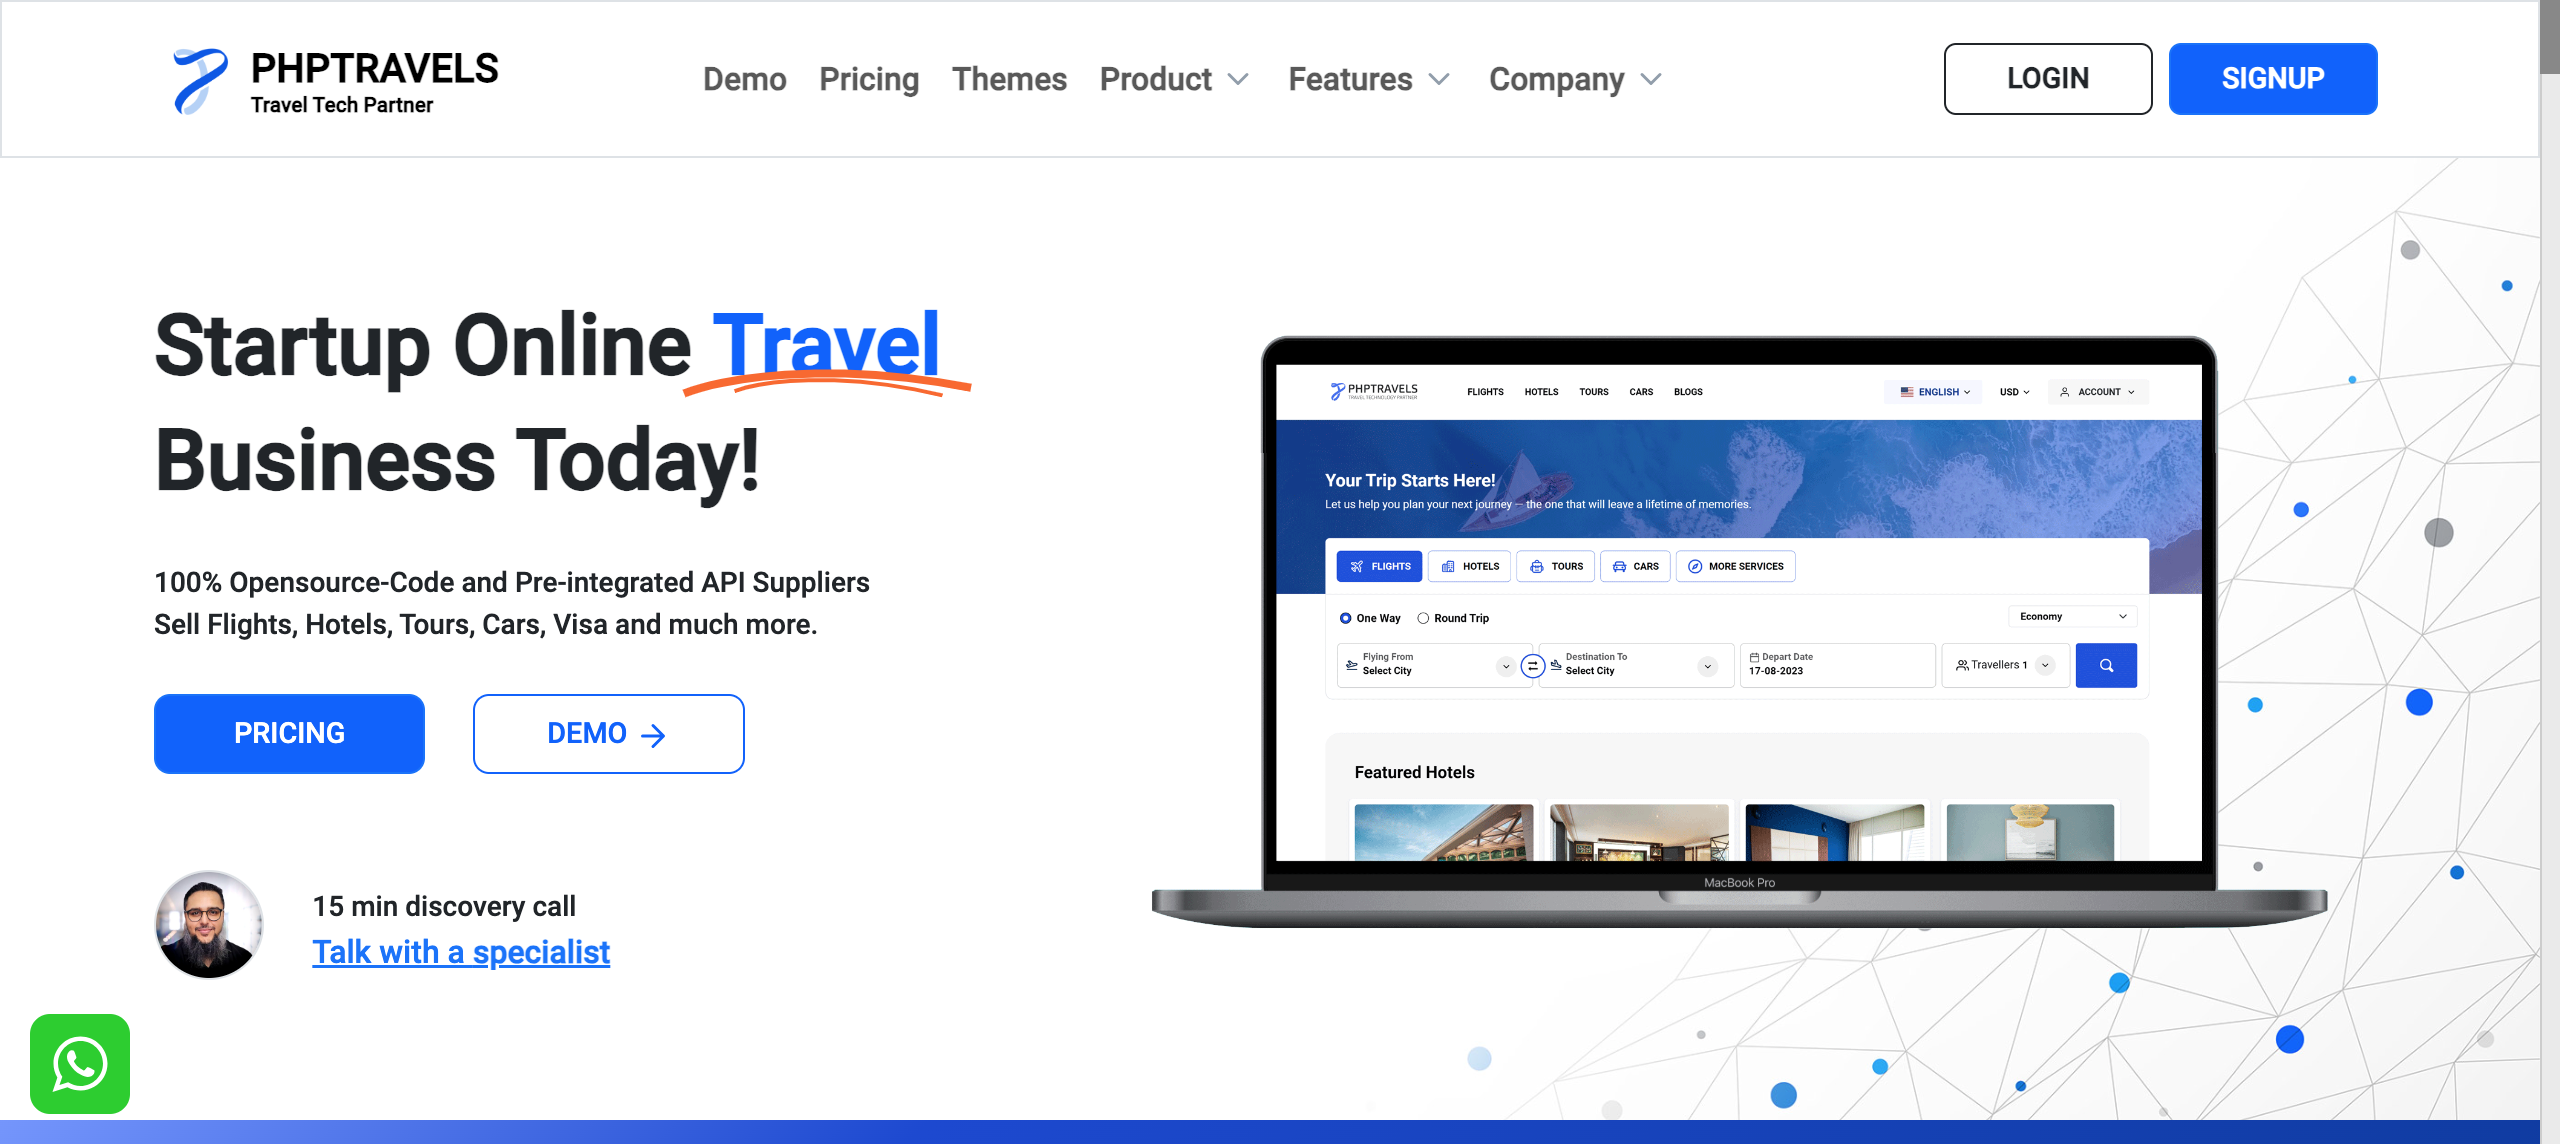 PHPTRAVELS
Travel Tech Partner
Demo Pricing Themes Product Features Company
LOGIN SIGNUP
Startup Online Travel
Business Today!
100% Opensource-Code and Pre-integrated API Suppliers
Sell Flights, Hotels, Tours, Cars, Visa and much more.
PRICING DEMO
15 min discovery call
Talk with a specialist
PHPTRAVELS
TRAVEL TECHNOLOGY PARTNER
FLIGHTS HOTELS TOURS CARS BLOGS
ENGLISH USD ACCOUNT
Your Trip Starts Here!
Let us help you plan your next journey — the one that will leave a lifetime of memories.
FLIGHTS HOTELS TOURS CARS MORE SERVICES
One Way Round Trip Economy
Flying From Destination To Depart Date
Select City Select City 17-08-2023
Travellers 1
Featured Hotels
MacBook Pro